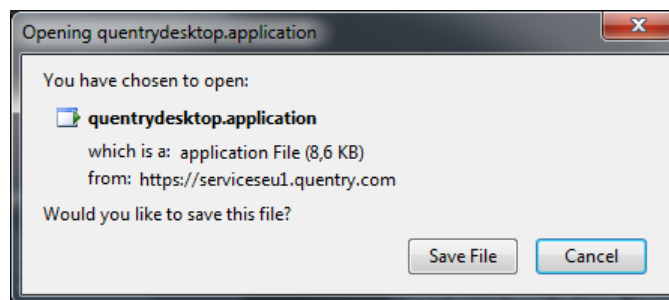 Opening quentrydesktop.application
You have chosen to open:
quentrydesktop.application
which is a: application File (8,6 KB)
from: https://serviceseu1.quentry.com
Would you like to save this file?
Save File Cancel